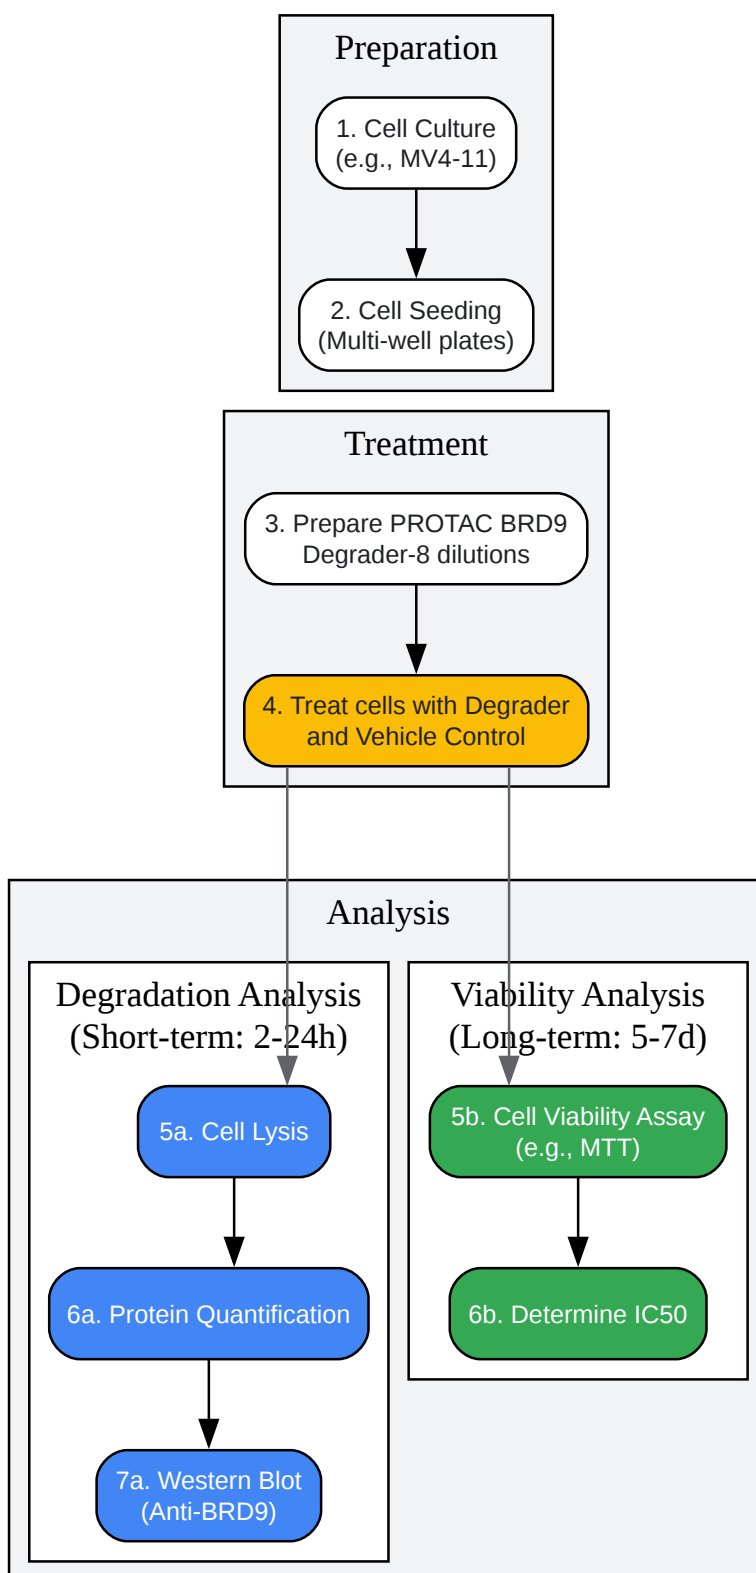 Preparation
1. Cell Culture
(e.g., MV4-11)
2. Cell Seeding
(Multi-well plates)
Treatment
3. Prepare PROTAC BRD9
Degrader-8 dilutions
4. Treat cells with Degrader
and Vehicle Control
Analysis
Degradation Analysis
(Short-term: 2-24h)
5a. Cell Lysis
6a. Protein Quantification
7a. Western Blot
(Anti-BRD9)
Viability Analysis
(Long-term: 5-7d)
5b. Cell Viability Assay
(e.g., MTT)
6b. Determine IC50